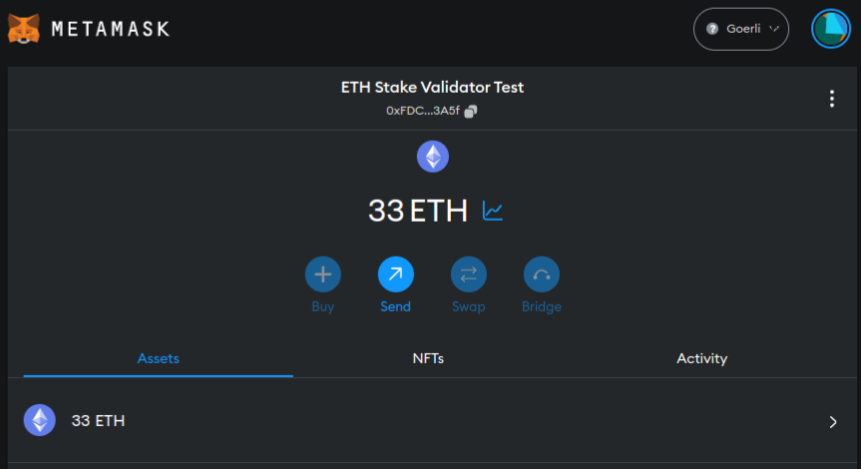 METAMASK
Goerli
ETH Stake Validator Test
0xFDC...3A5f
33 ETH
Buy Send Swap Bridge
Assets NFTs Activity
33 ETH